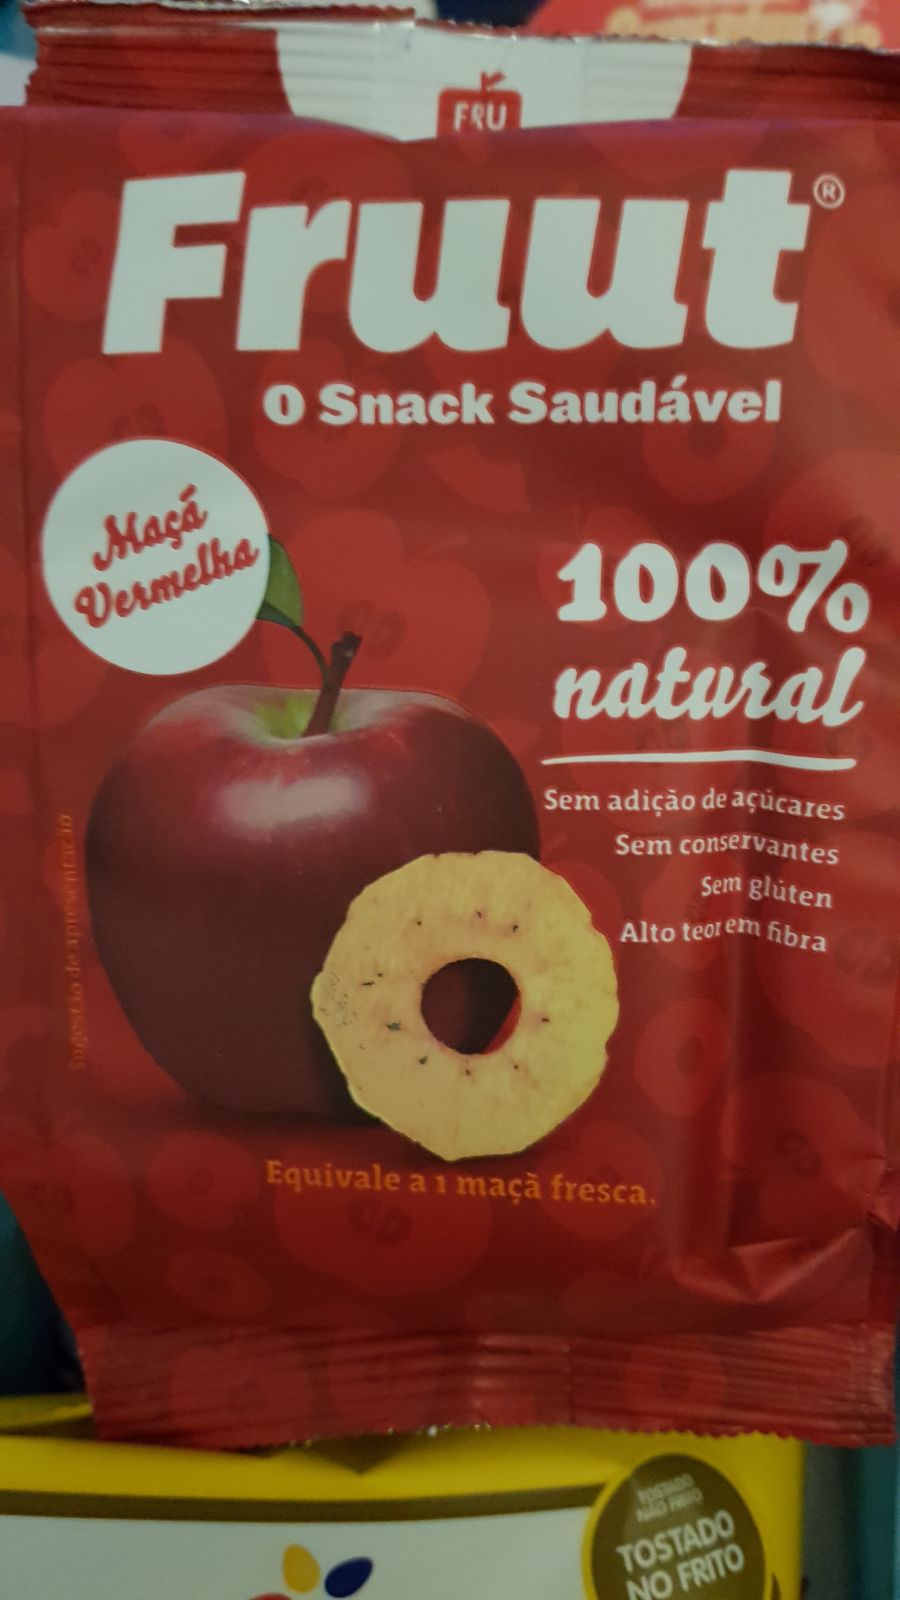 FRU
Fruut®
O Snack Saudável
Maçã
Vermelha
100%
natural
Sem adição de açúcares
Sem conservantes
Sem glúten
Alto teor em fibra
Sugestão de apresentação
Equivale a 1 maçã fresca.
TOSTADO
NÃO FRITO
TOSTADO
NO FRITO